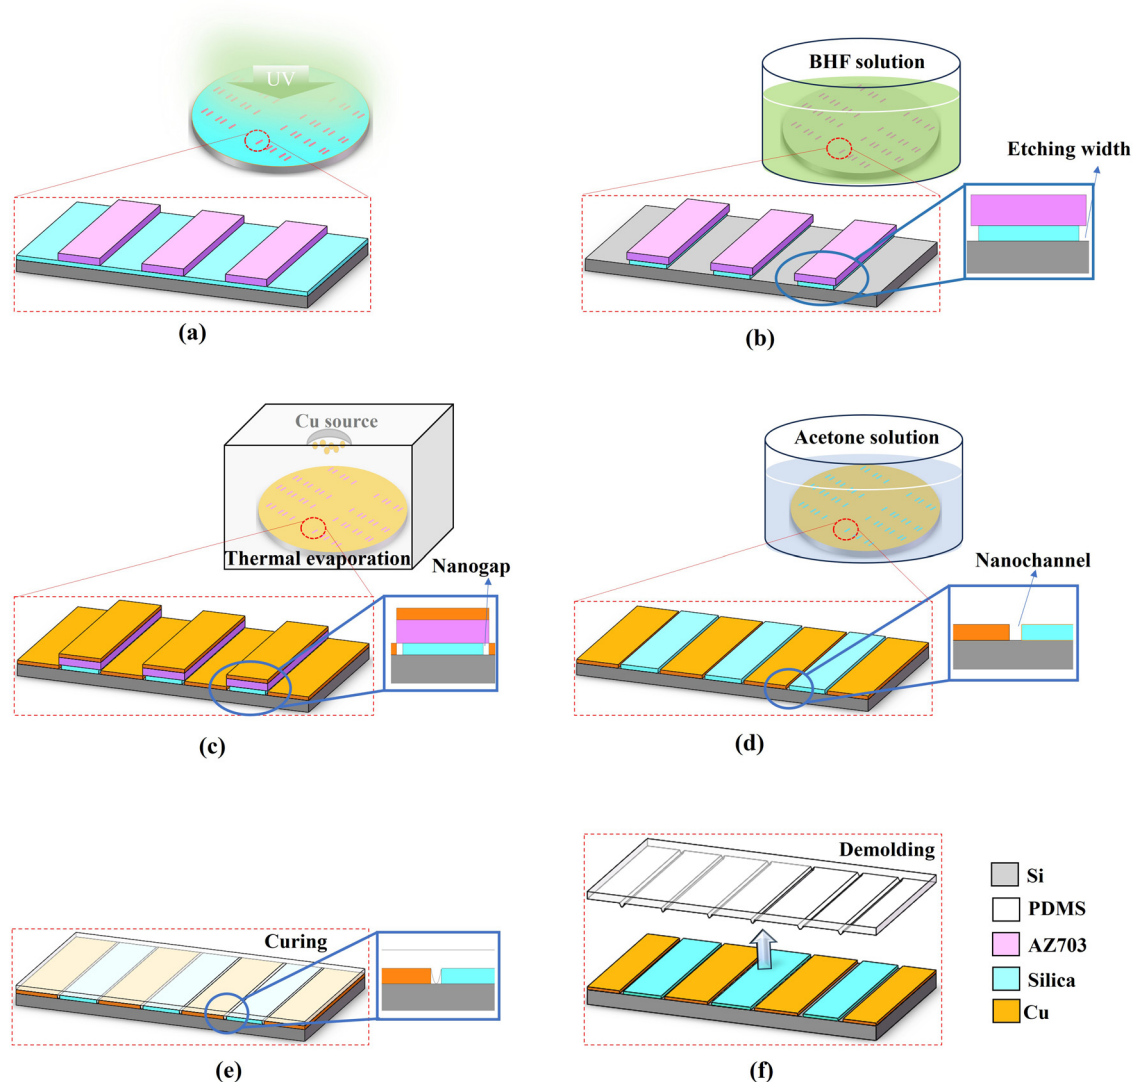 UV
BHF solution
Etching width
(a)
(b)
Cu source
Thermal evaporation
Nanogap
Acetone solution
Nanochannel
(c)
(d)
Curing
Demolding
Si
PDMS
AZ703
Silica
Cu
(e)
(f)